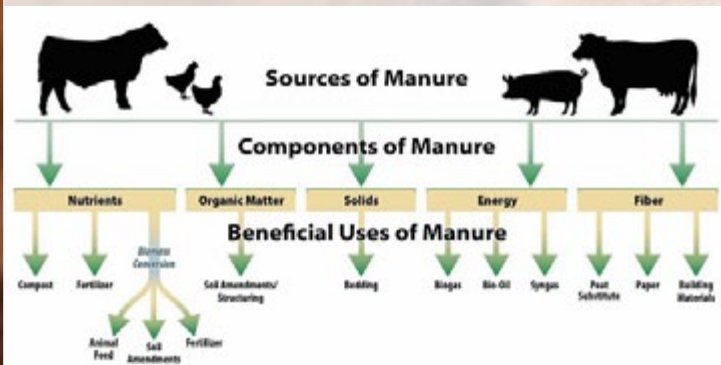 Sources of Manure
Components of Manure
Nutrients
Organic Matter
Solids
Energy
Fiber
Beneficial Uses of Manure
Biomass
Conversion
Compost
Fertilizer
Soil Amendments/
Structuring
Bedding
Biogas
Bio Oil
Syngas
Peat
Substitute
Paper
Building
Materials
Animal
Feed
Soil
Amendments
Fertilizer